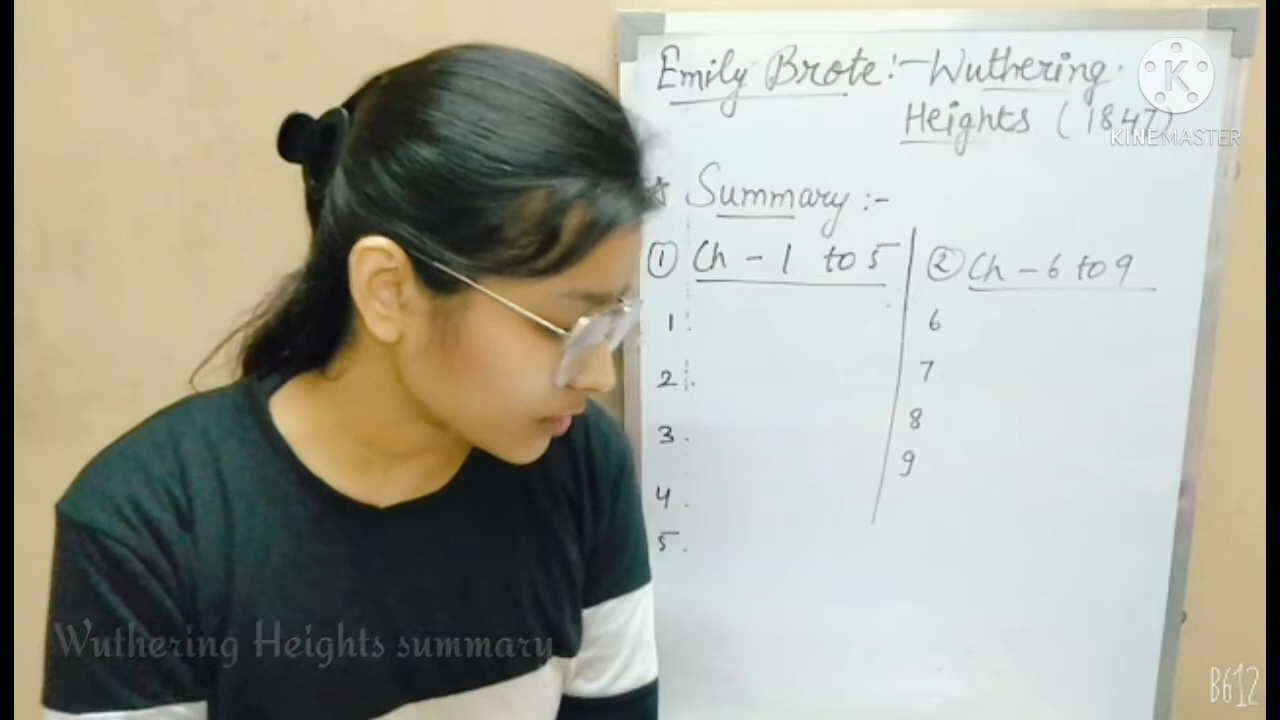 Emily Brote:- Wuthering
Heights (1847)
KINEMASTER
Summary:-
① Ch - 1 to 5
② Ch - 6 to 9
1.
2.
3.
4.
5.
6
7
8
9
Wuthering Heights summary
B612